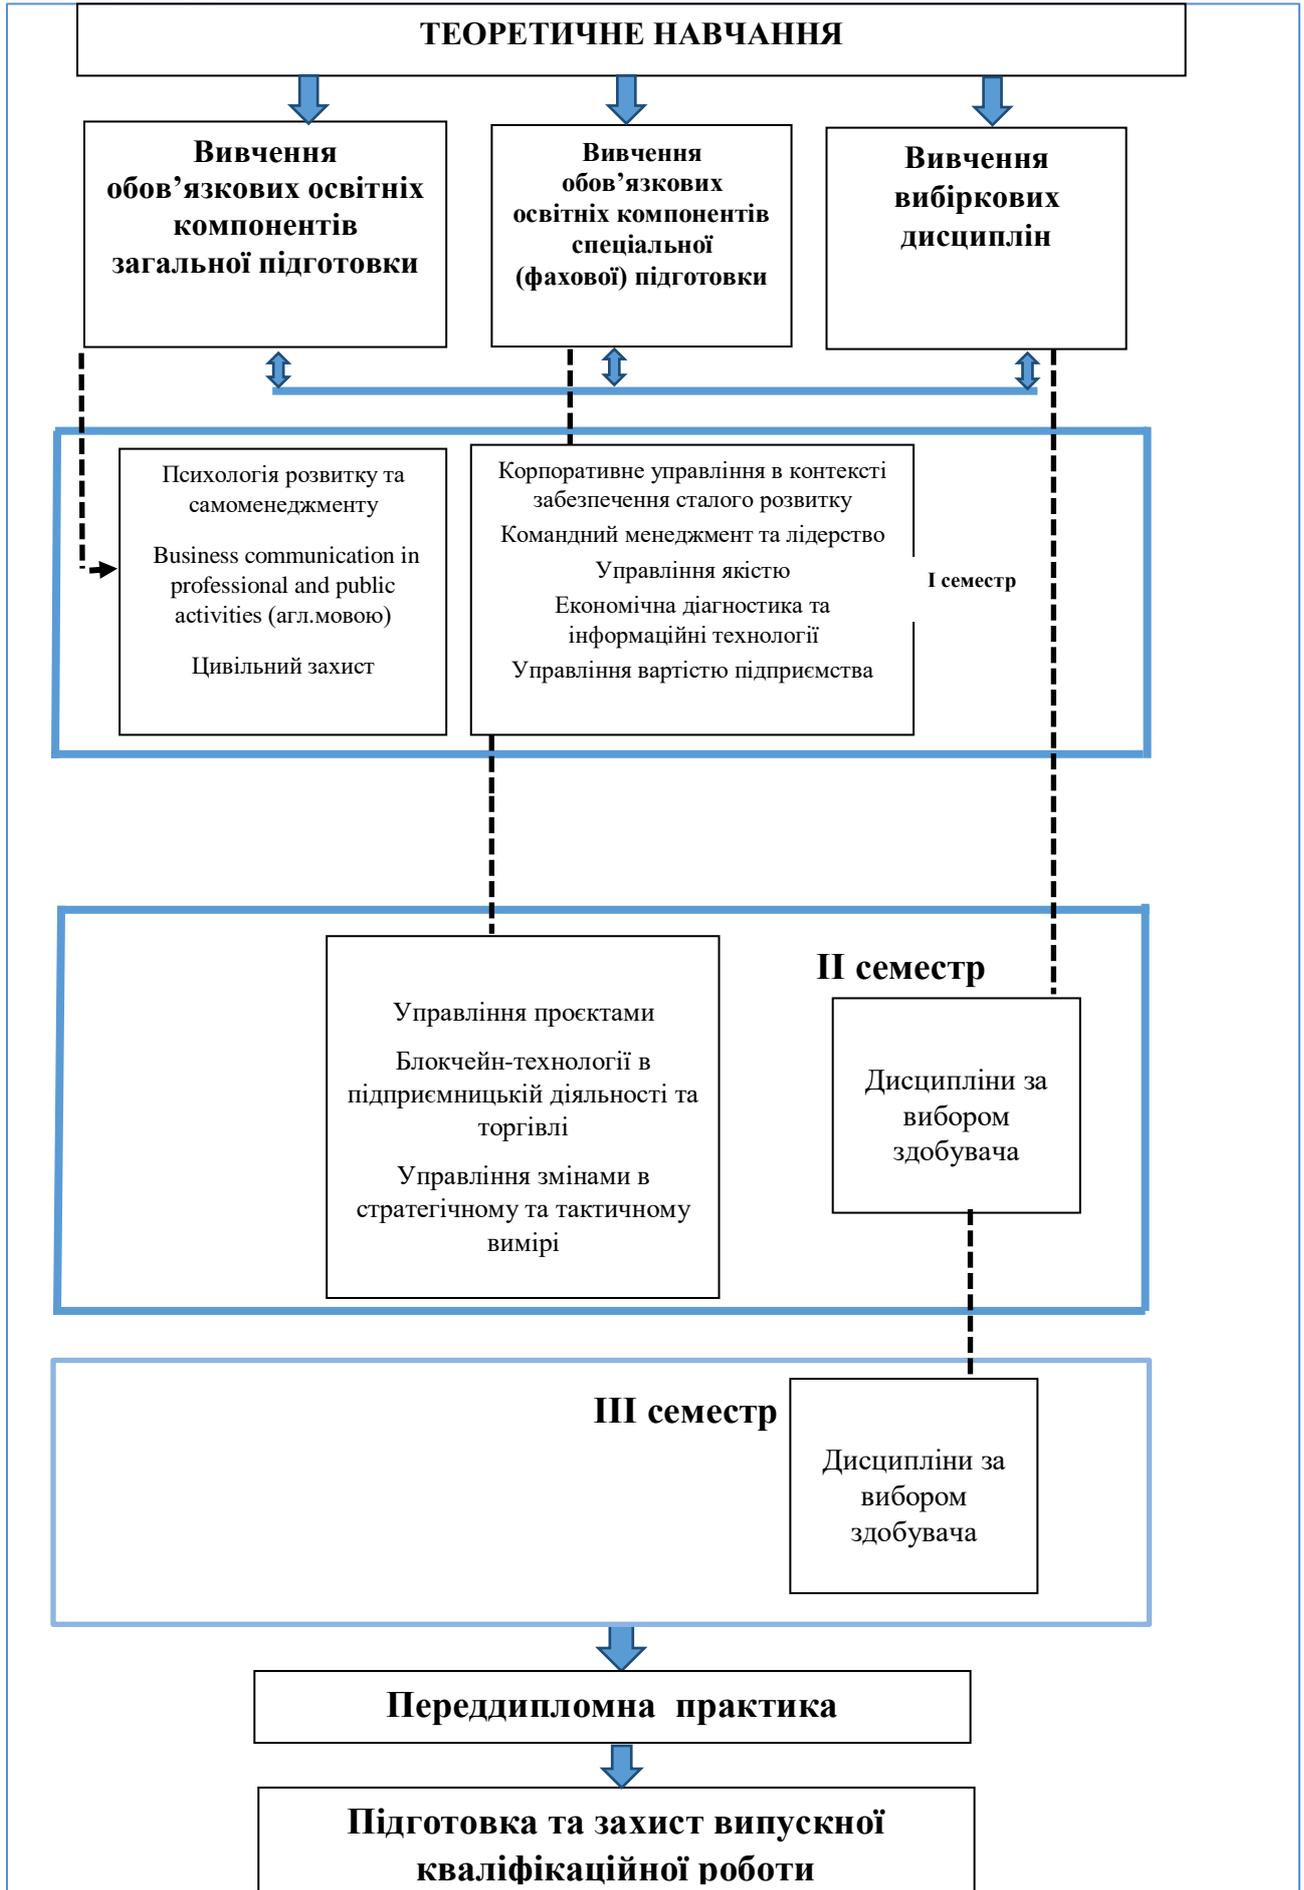 ТЕОРЕТИЧНЕ НАВЧАННЯ
Вивчення
обов’язкових освітніх
компонентів
загальної підготовки
Вивчення
обов’язкових
освітніх компонентів
спеціальної
(фахової) підготовки
Вивчення
вибіркових
дисциплін
Психологія розвитку та
самоменеджменту
Business communication in
professional and public
activities (агл.мовою)
Цивільний захист
Корпоративне управління в контексті
забезпечення сталого розвитку
Командний менеджмент та лідерство
Управління якістю
Економічна діагностика та
інформаційні технології
Управління вартістю підприємства
І семестр
ІІ семестр
Управління проєктами
Блокчейн-технології в
підприємницькій діяльності та
торгівлі
Управління змінами в
стратегічному та тактичному
вимірі
Дисципліни за
вибором
здобувача
ІІІ семестр
Дисципліни за
вибором
здобувача
Переддипломна  практика
Підготовка та захист випускної
кваліфікаційної роботи